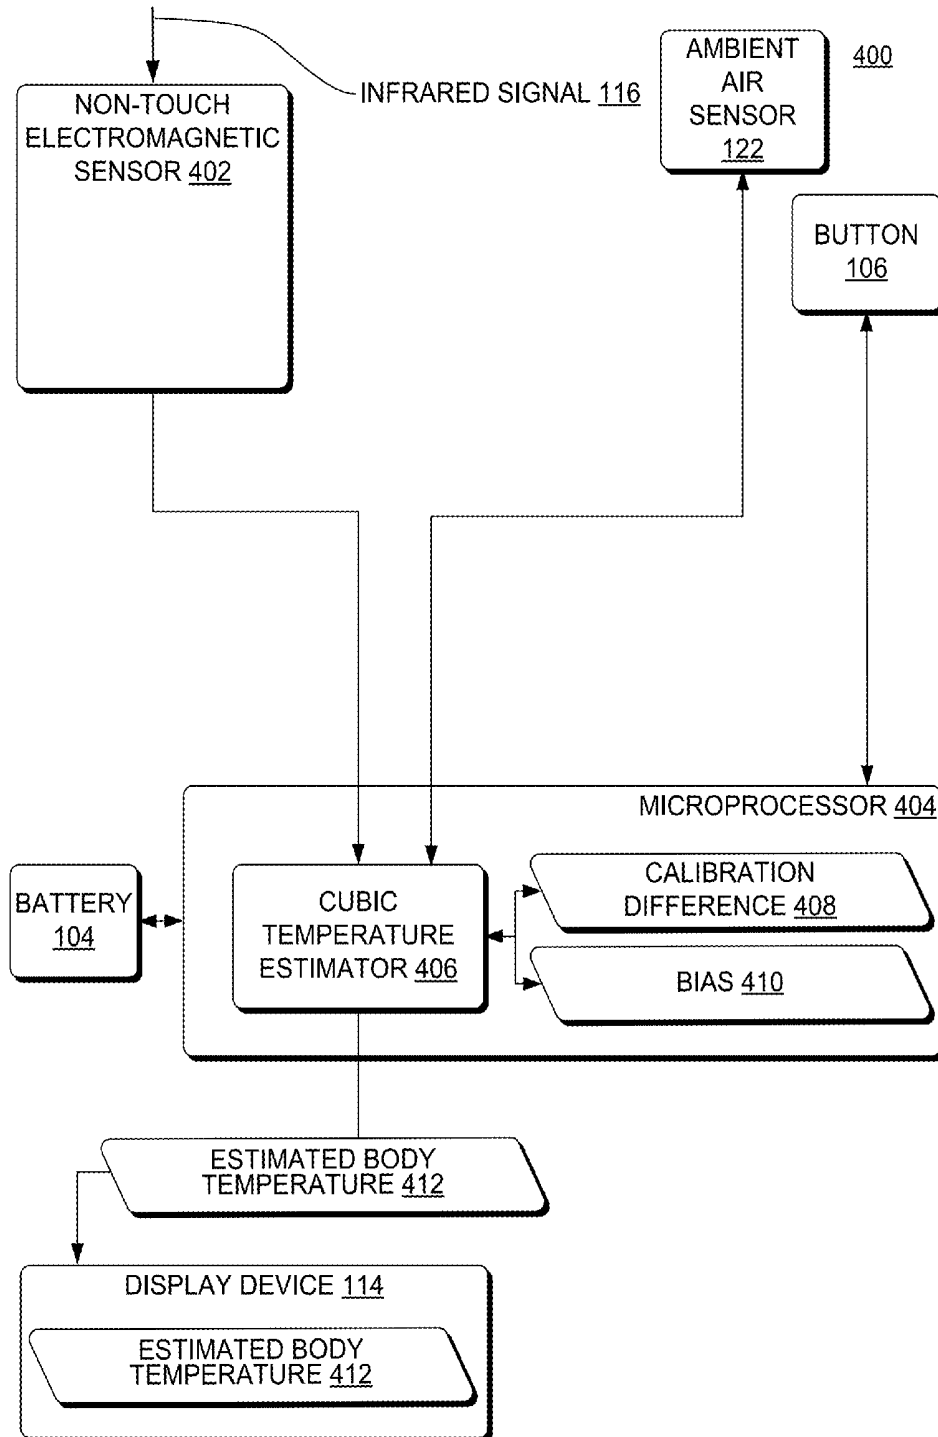 INFRARED SIGNAL 116
AMBIENT
AIR
SENSOR
122
400
NON-TOUCH
ELECTROMAGNETIC
SENSOR 402
BUTTON
106
MICROPROCESSOR 404
BATTERY
104
CUBIC
TEMPERATURE
ESTIMATOR 406
CALIBRATION
DIFFERENCE 408
BIAS 410
ESTIMATED BODY
TEMPERATURE 412
DISPLAY DEVICE 114
ESTIMATED BODY
TEMPERATURE 412